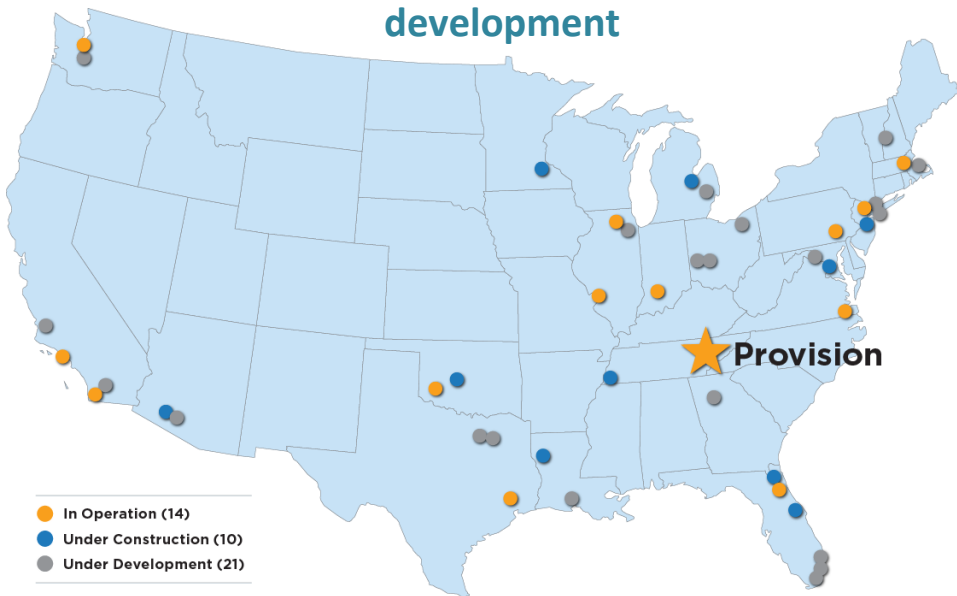 development
Provision
In Operation (14)
Under Construction (10)
Under Development (21)